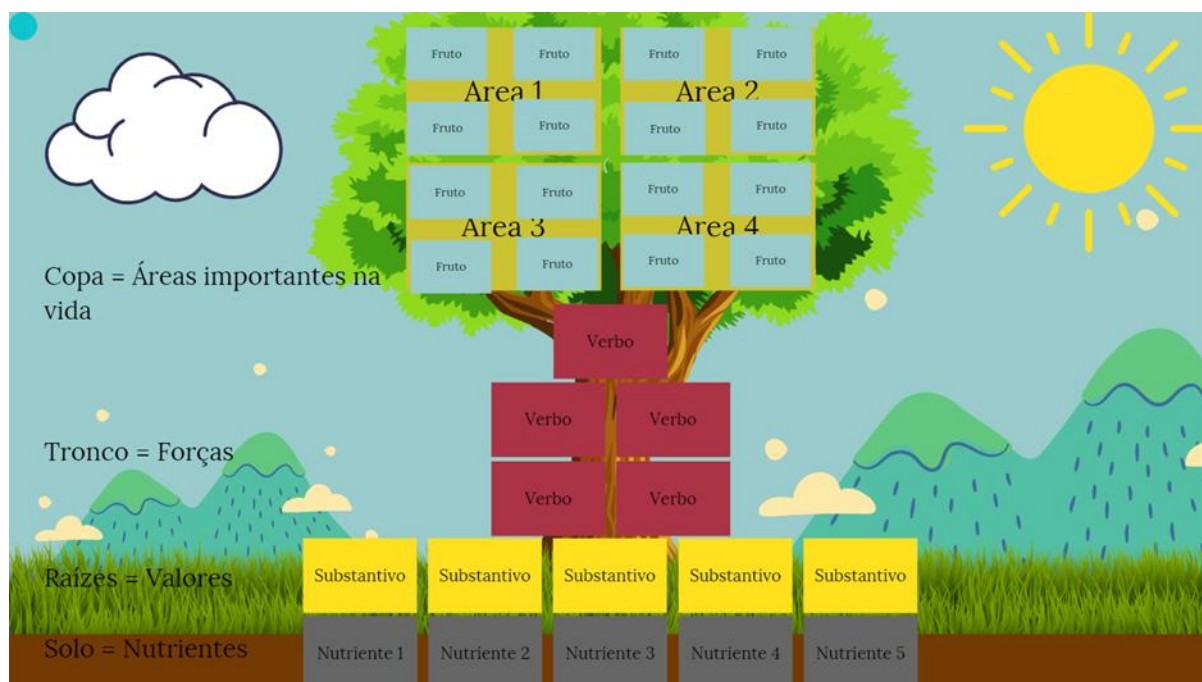 Fruto Fruto Fruto Fruto
Area 1 Area 2
Fruto Fruto Fruto Fruto
Fruto Fruto Fruto Fruto
Area 3 Area 4
Fruto Fruto Fruto Fruto
Copa = Áreas importantes na
vida
Verbo
Verbo Verbo
Tronco = Forças
Verbo Verbo
Raízes = Valores
Substantivo Substantivo Substantivo Substantivo Substantivo
Solo = Nutrientes
Nutriente 1 Nutriente 2 Nutriente 3 Nutriente 4 Nutriente 5